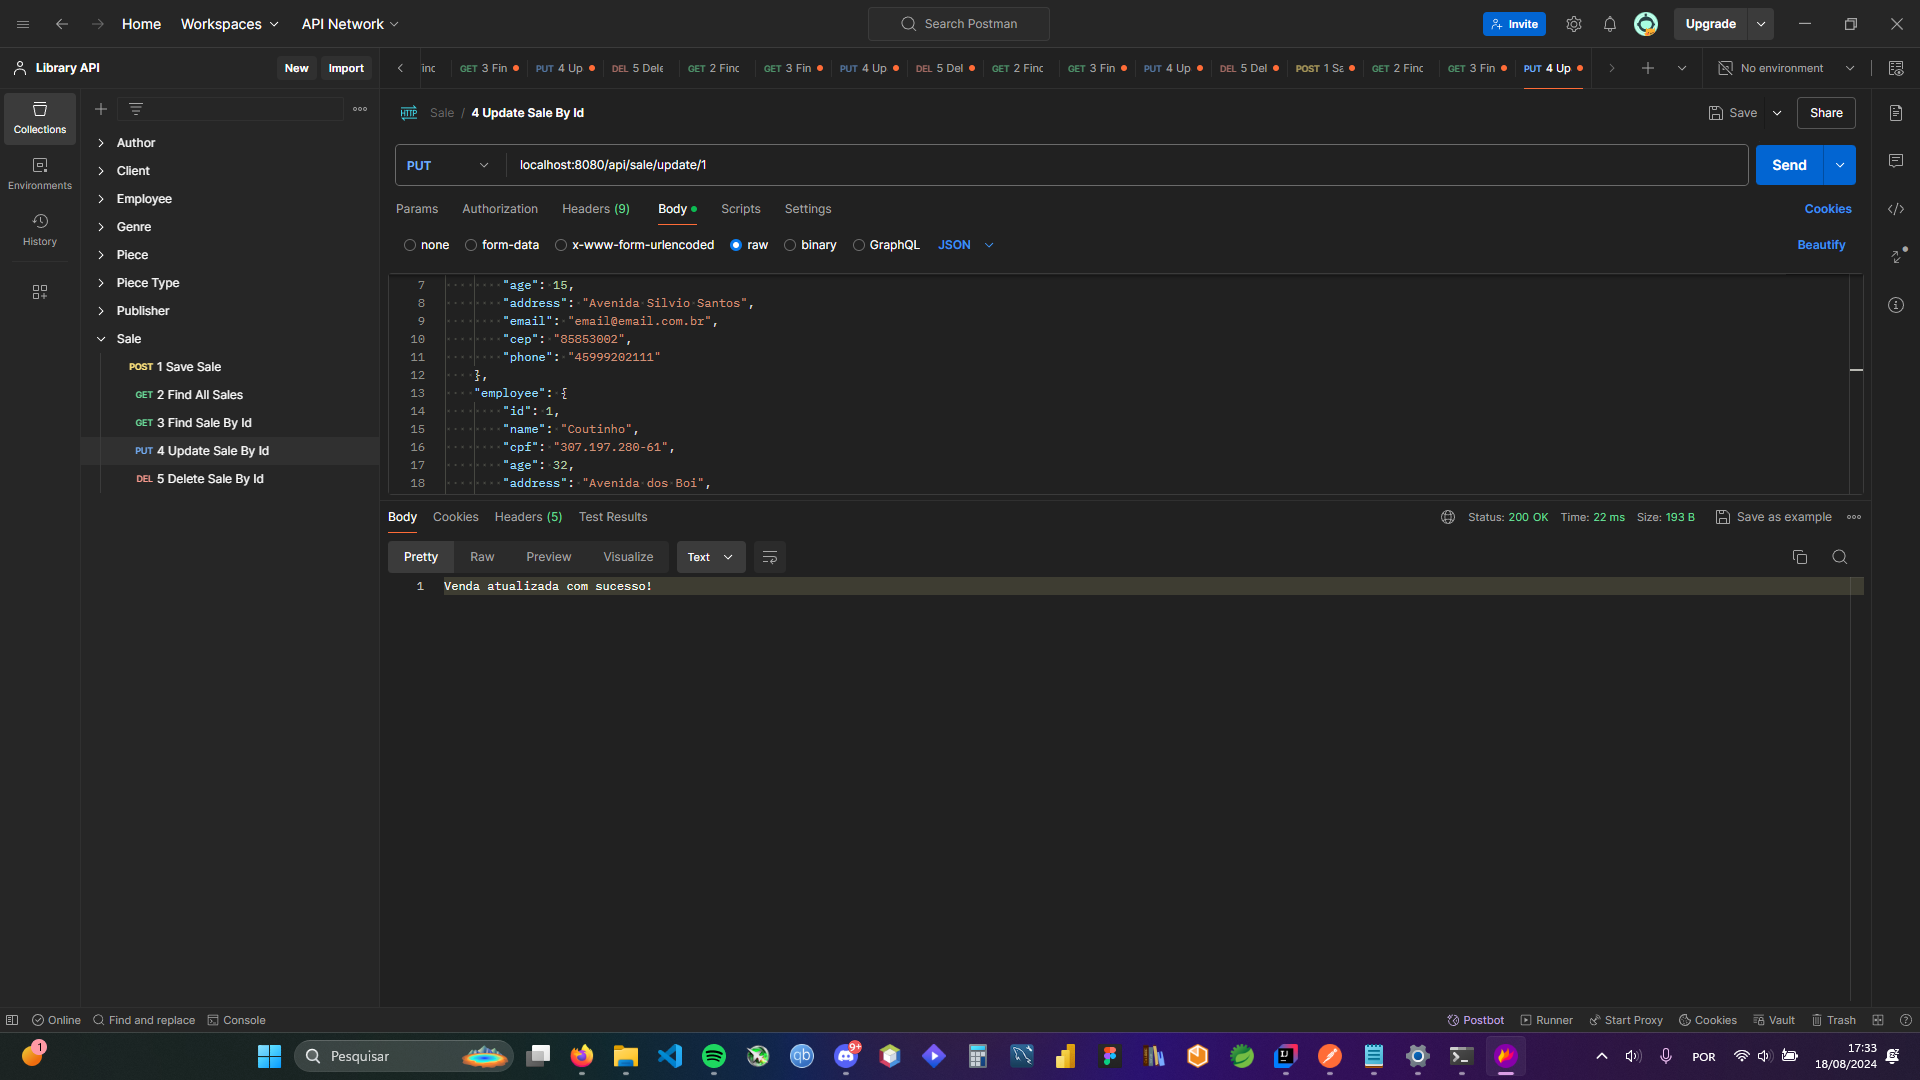 Home Workspaces API Network Search Postman Invite Upgrade
Library API New Import
GET 3 Fin PUT 4 Up DEL 5 Dele GET 2 Finc GET 3 Fin PUT 4 Up DEL 5 Del GET 2 Finc GET 3 Fin PUT 4 Up DEL 5 Del POST 1 Sa GET 2 Finc GET 3 Fin PUT 4 Up No environment
Collections
Environments
History
Author
Client
Employee
Genre
Piece
Piece Type
Publisher
Sale
POST 1 Save Sale
GET 2 Find All Sales
GET 3 Find Sale By Id
PUT 4 Update Sale By Id
DEL 5 Delete Sale By Id
HTTP Sale / 4 Update Sale By Id Save Share
PUT localhost:8080/api/sale/update/1 Send
Params Authorization Headers (9) Body Scripts Settings Cookies
none form-data x-www-form-urlencoded raw binary GraphQL JSON Beautify
7 "age": 15,
8 "address": "Avenida Silvio Santos",
9 "email": "email@email.com.br",
10 "cep": "85853002",
11 "phone": "45999202111"
12 },
13 "employee": {
14 "id": 1,
15 "name": "Coutinho",
16 "cpf": "307.197.280-61",
17 "age": 32,
18 "address": "Avenida dos Boi",
Body Cookies Headers (5) Test Results Status: 200 OK Time: 22 ms Size: 193 B Save as example
Pretty Raw Preview Visualize Text
1 Venda atualizada com sucesso!
Online Find and replace Console Postbot Runner Start Proxy Cookies Vault Trash
1 Pesquisar qb 9+ POR 17:33
18/08/2024